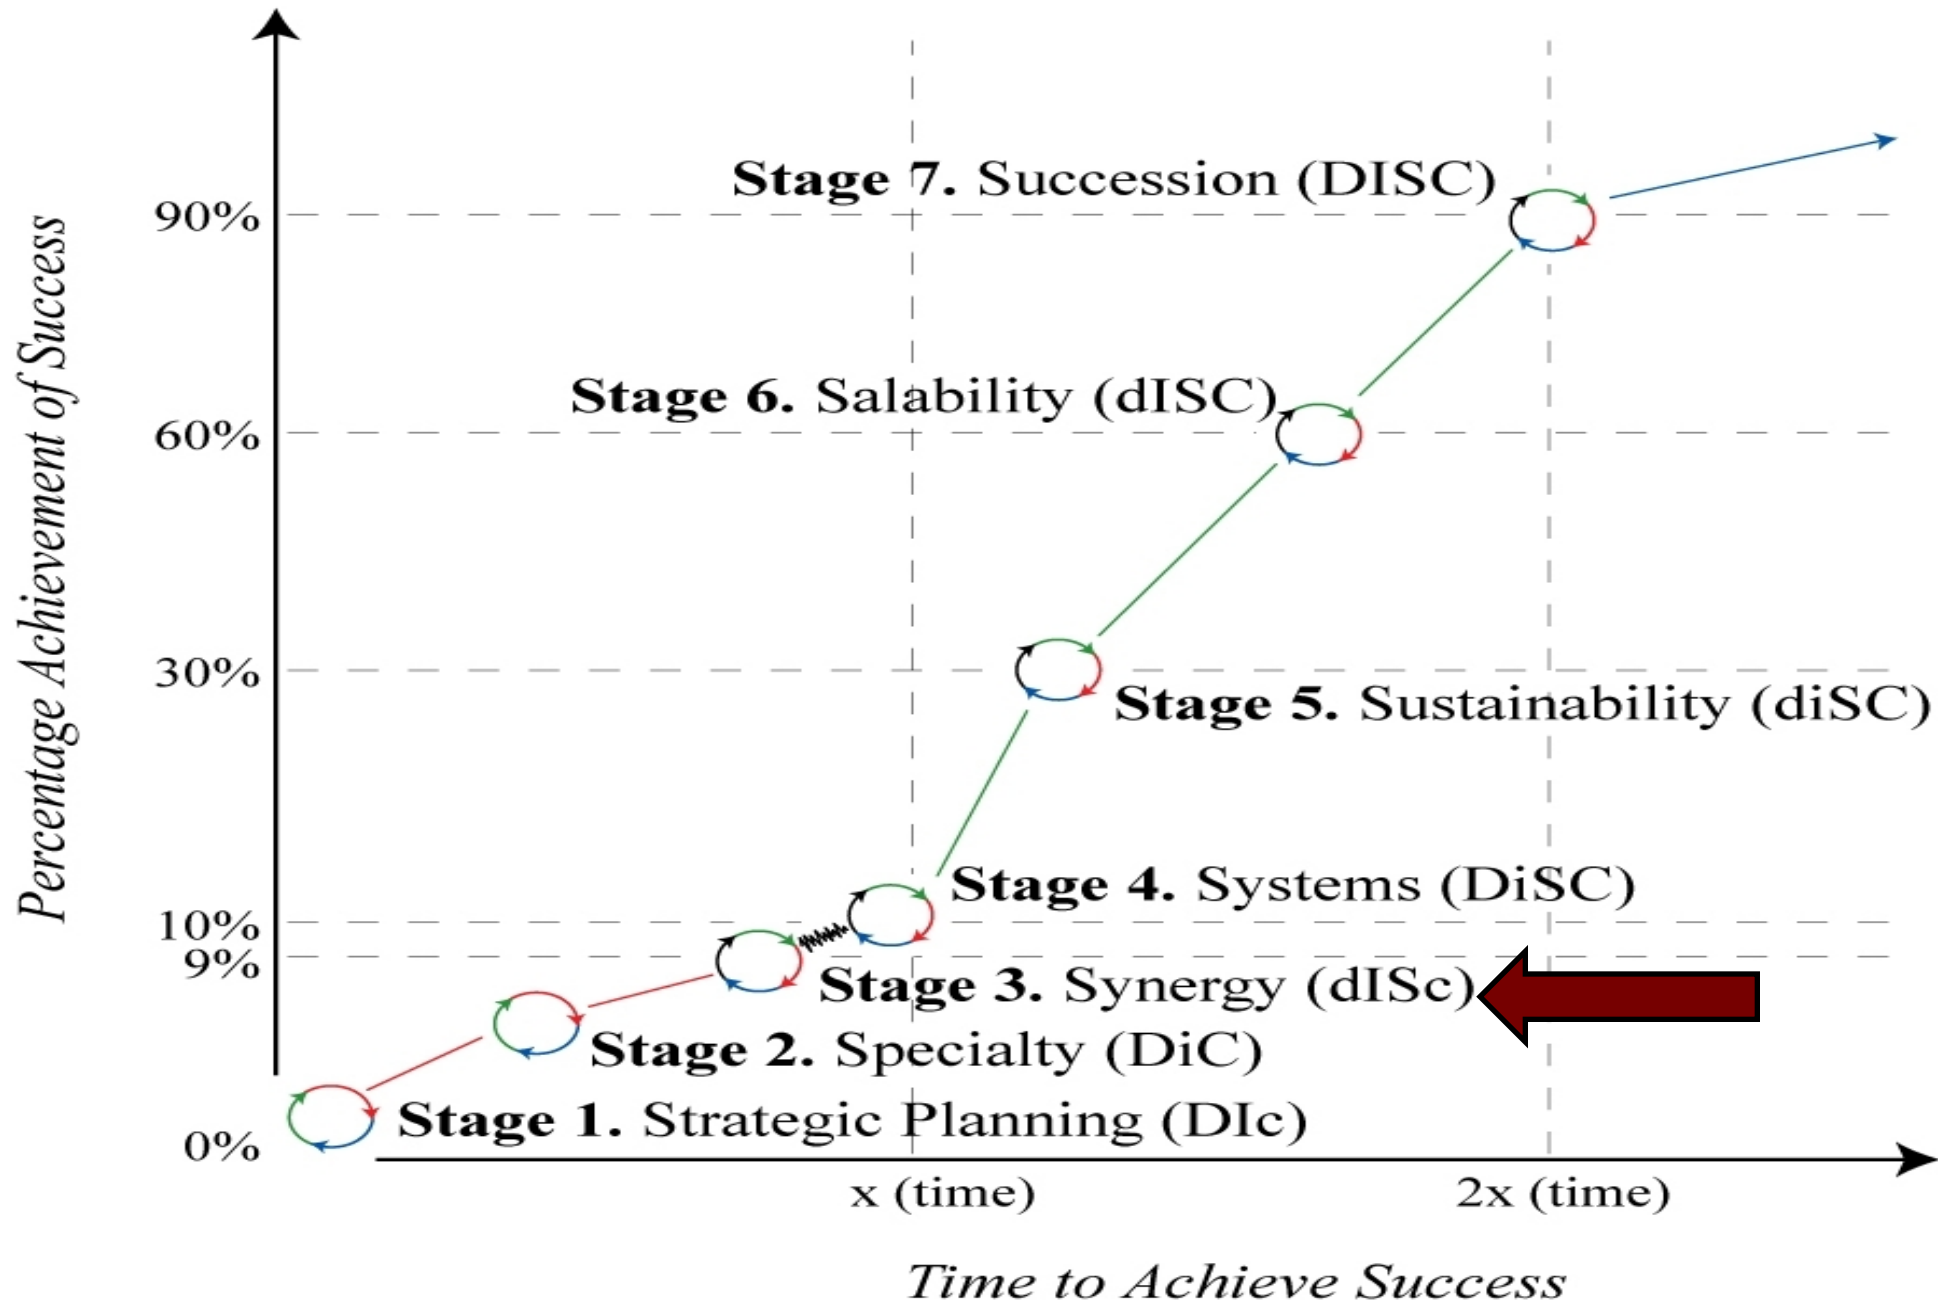 Percentage Achievement of Success
Stage 7. Succession (DISC)
90%
Stage 6. Salability (dISC)
60%
30%
Stage 5. Sustainability (diSC)
Stage 4. Systems (DiSC)
10%
9%
Stage 3. Synergy (dISc)
Stage 2. Specialty (DiC)
Stage 1. Strategic Planning (DIc)
0%
x (time)
2x (time)
Time to Achieve Success